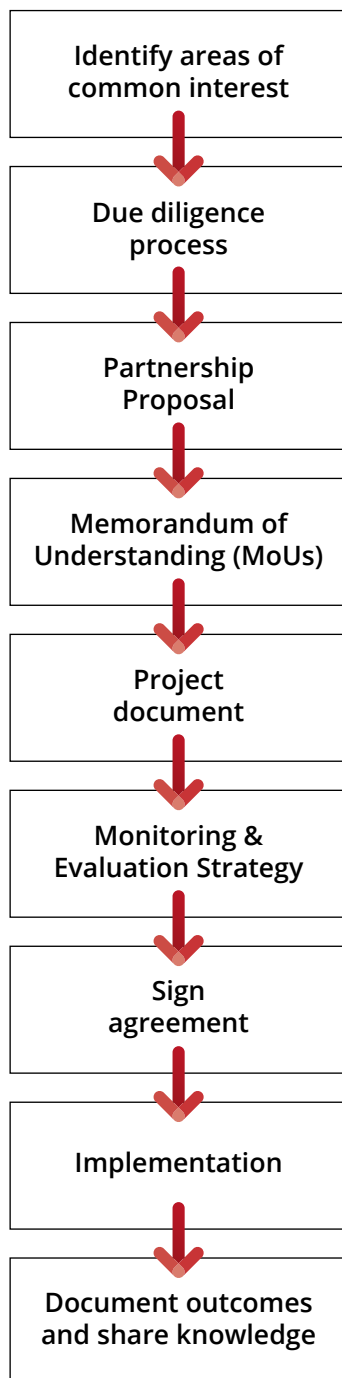 Identify areas of
common interest
Due diligence
process
Partnership
Proposal
Memorandum of
Understanding (MoUs)
Project
document
Monitoring &
Evaluation Strategy
Sign
agreement
Implementation
Document outcomes
and share knowledge